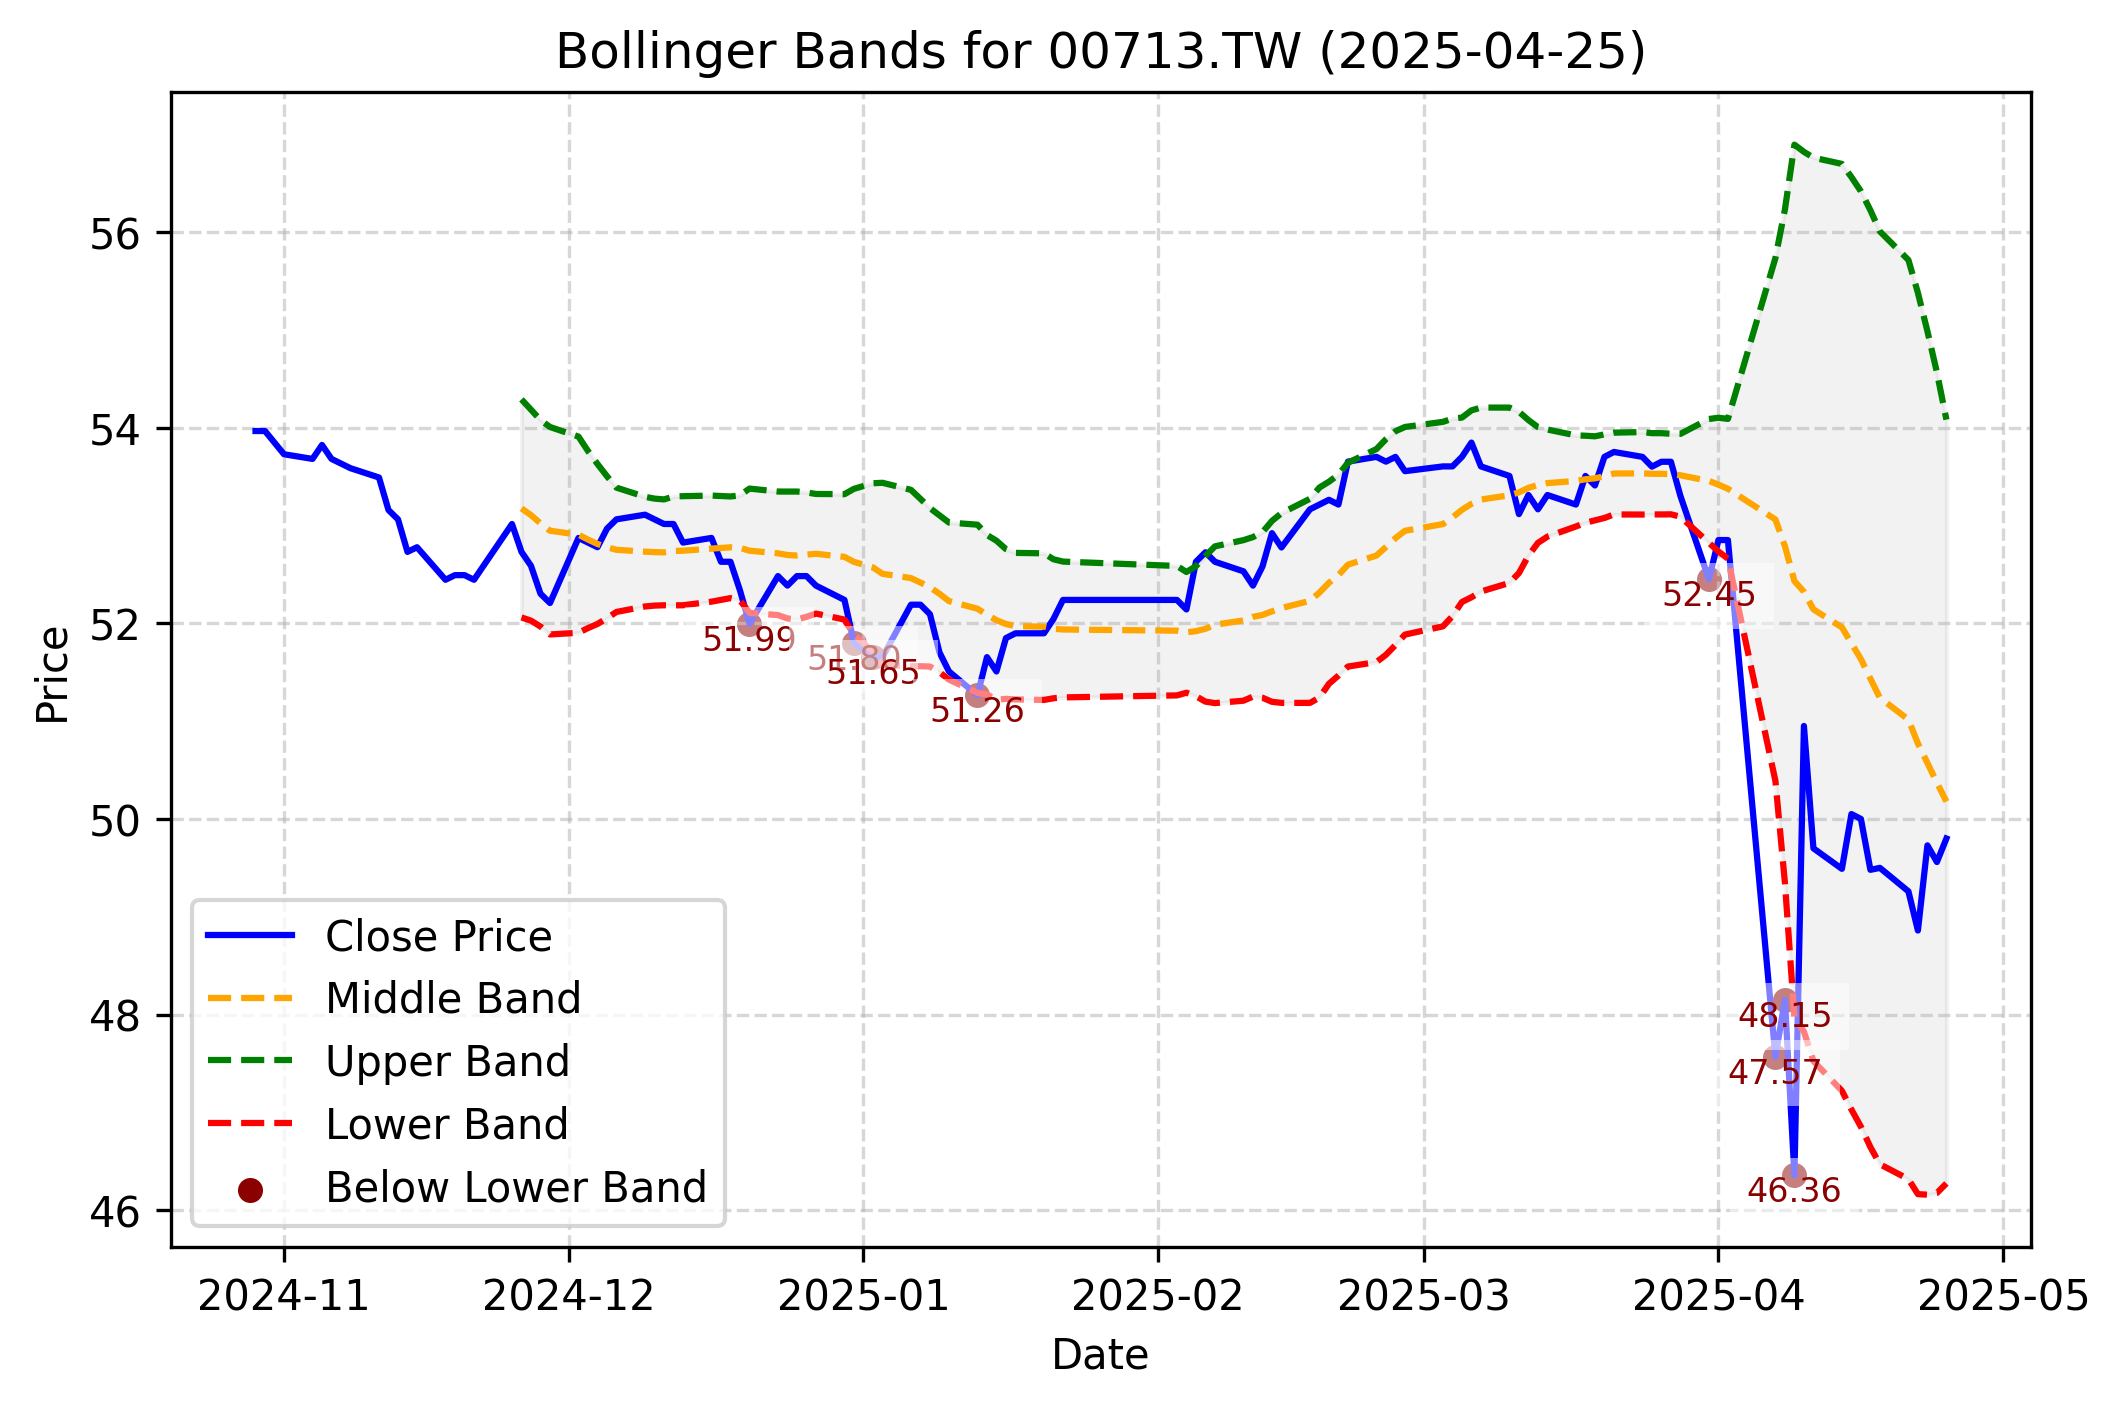 Bollinger Bands for 00713.TW (2025-04-25)
Price
56
54
52
50
48
46
51.99
51.80
51.65
51.26
52.45
48.15
47.57
46.36
Close Price
Middle Band
Upper Band
Lower Band
Below Lower Band
2024-11
2024-12
2025-01
2025-02
2025-03
2025-04
2025-05
Date